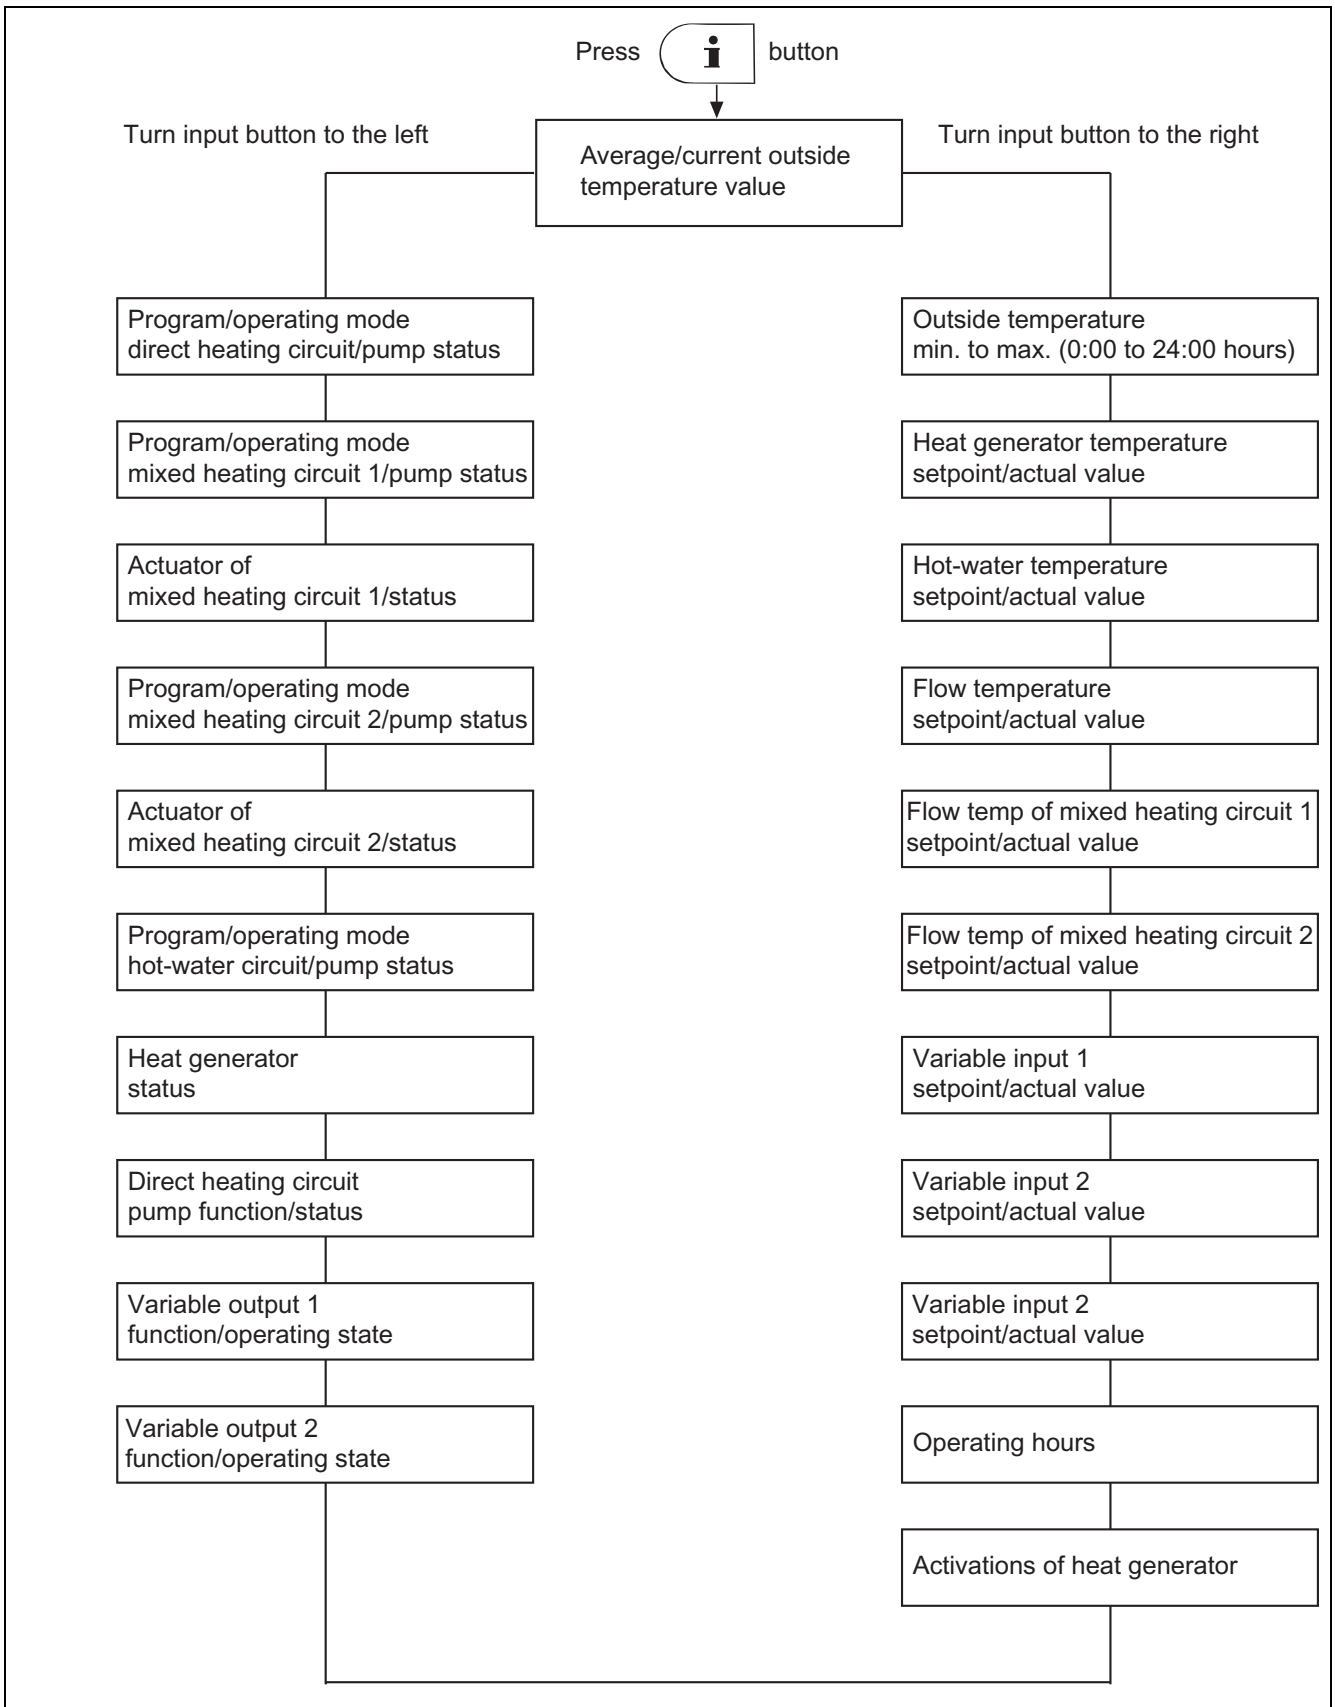 Press i button
Turn input button to the left
Average/current outside
temperature value
Turn input button to the right
Program/operating mode
direct heating circuit/pump status
Program/operating mode
mixed heating circuit 1/pump status
Actuator of
mixed heating circuit 1/status
Program/operating mode
mixed heating circuit 2/pump status
Actuator of
mixed heating circuit 2/status
Program/operating mode
hot-water circuit/pump status
Heat generator
status
Direct heating circuit
pump function/status
Variable output 1
function/operating state
Variable output 2
function/operating state
Outside temperature
min. to max. (0:00 to 24:00 hours)
Heat generator temperature
setpoint/actual value
Hot-water temperature
setpoint/actual value
Flow temperature
setpoint/actual value
Flow temp of mixed heating circuit 1
setpoint/actual value
Flow temp of mixed heating circuit 2
setpoint/actual value
Variable input 1
setpoint/actual value
Variable input 2
setpoint/actual value
Variable input 2
setpoint/actual value
Operating hours
Activations of heat generator